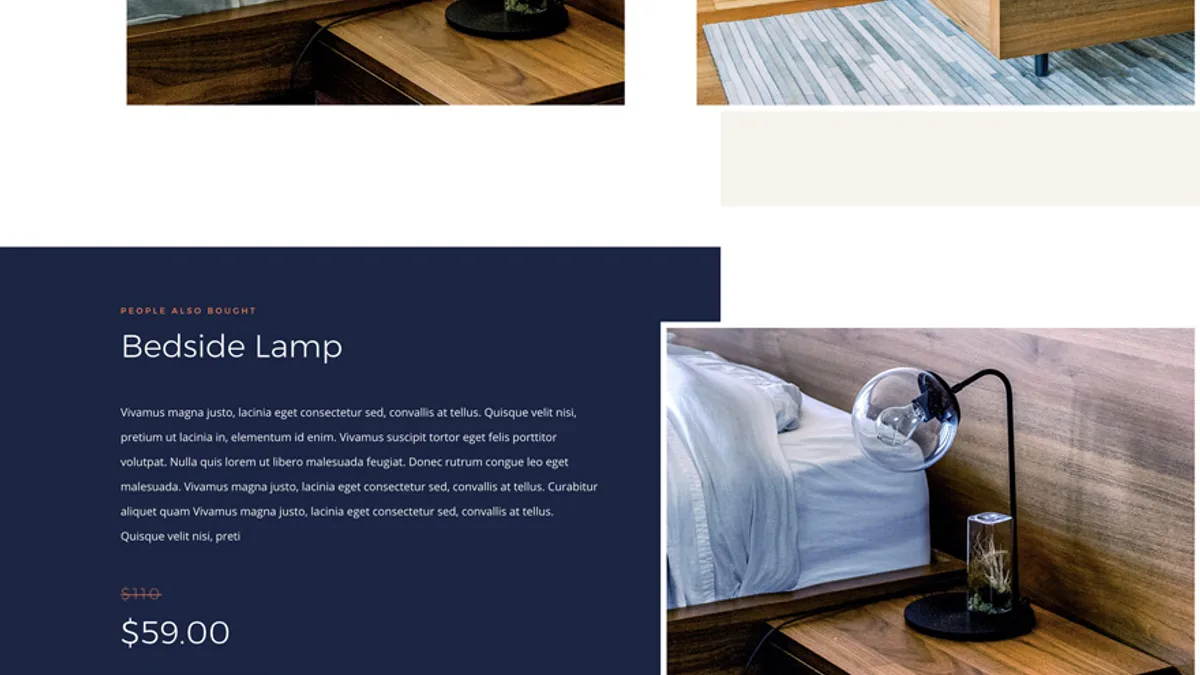 PEOPLE ALSO BOUGHT
Bedside Lamp
Vivamus magna justo, lacinia eget consectetur sed, convallis at tellus. Quisque velit nisi,
pretium ut lacinia in, elementum id enim. Vivamus suscipit tortor eget felis porttitor
volutpat. Nulla quis lorem ut libero malesuada feugiat. Donec rutrum congue leo eget
malesuada. Vivamus magna justo, lacinia eget consectetur sed, convallis at tellus. Curabitur
aliquet quam Vivamus magna justo, lacinia eget consectetur sed, convallis at tellus.
Quisque velit nisi, preti
$110
$59.00